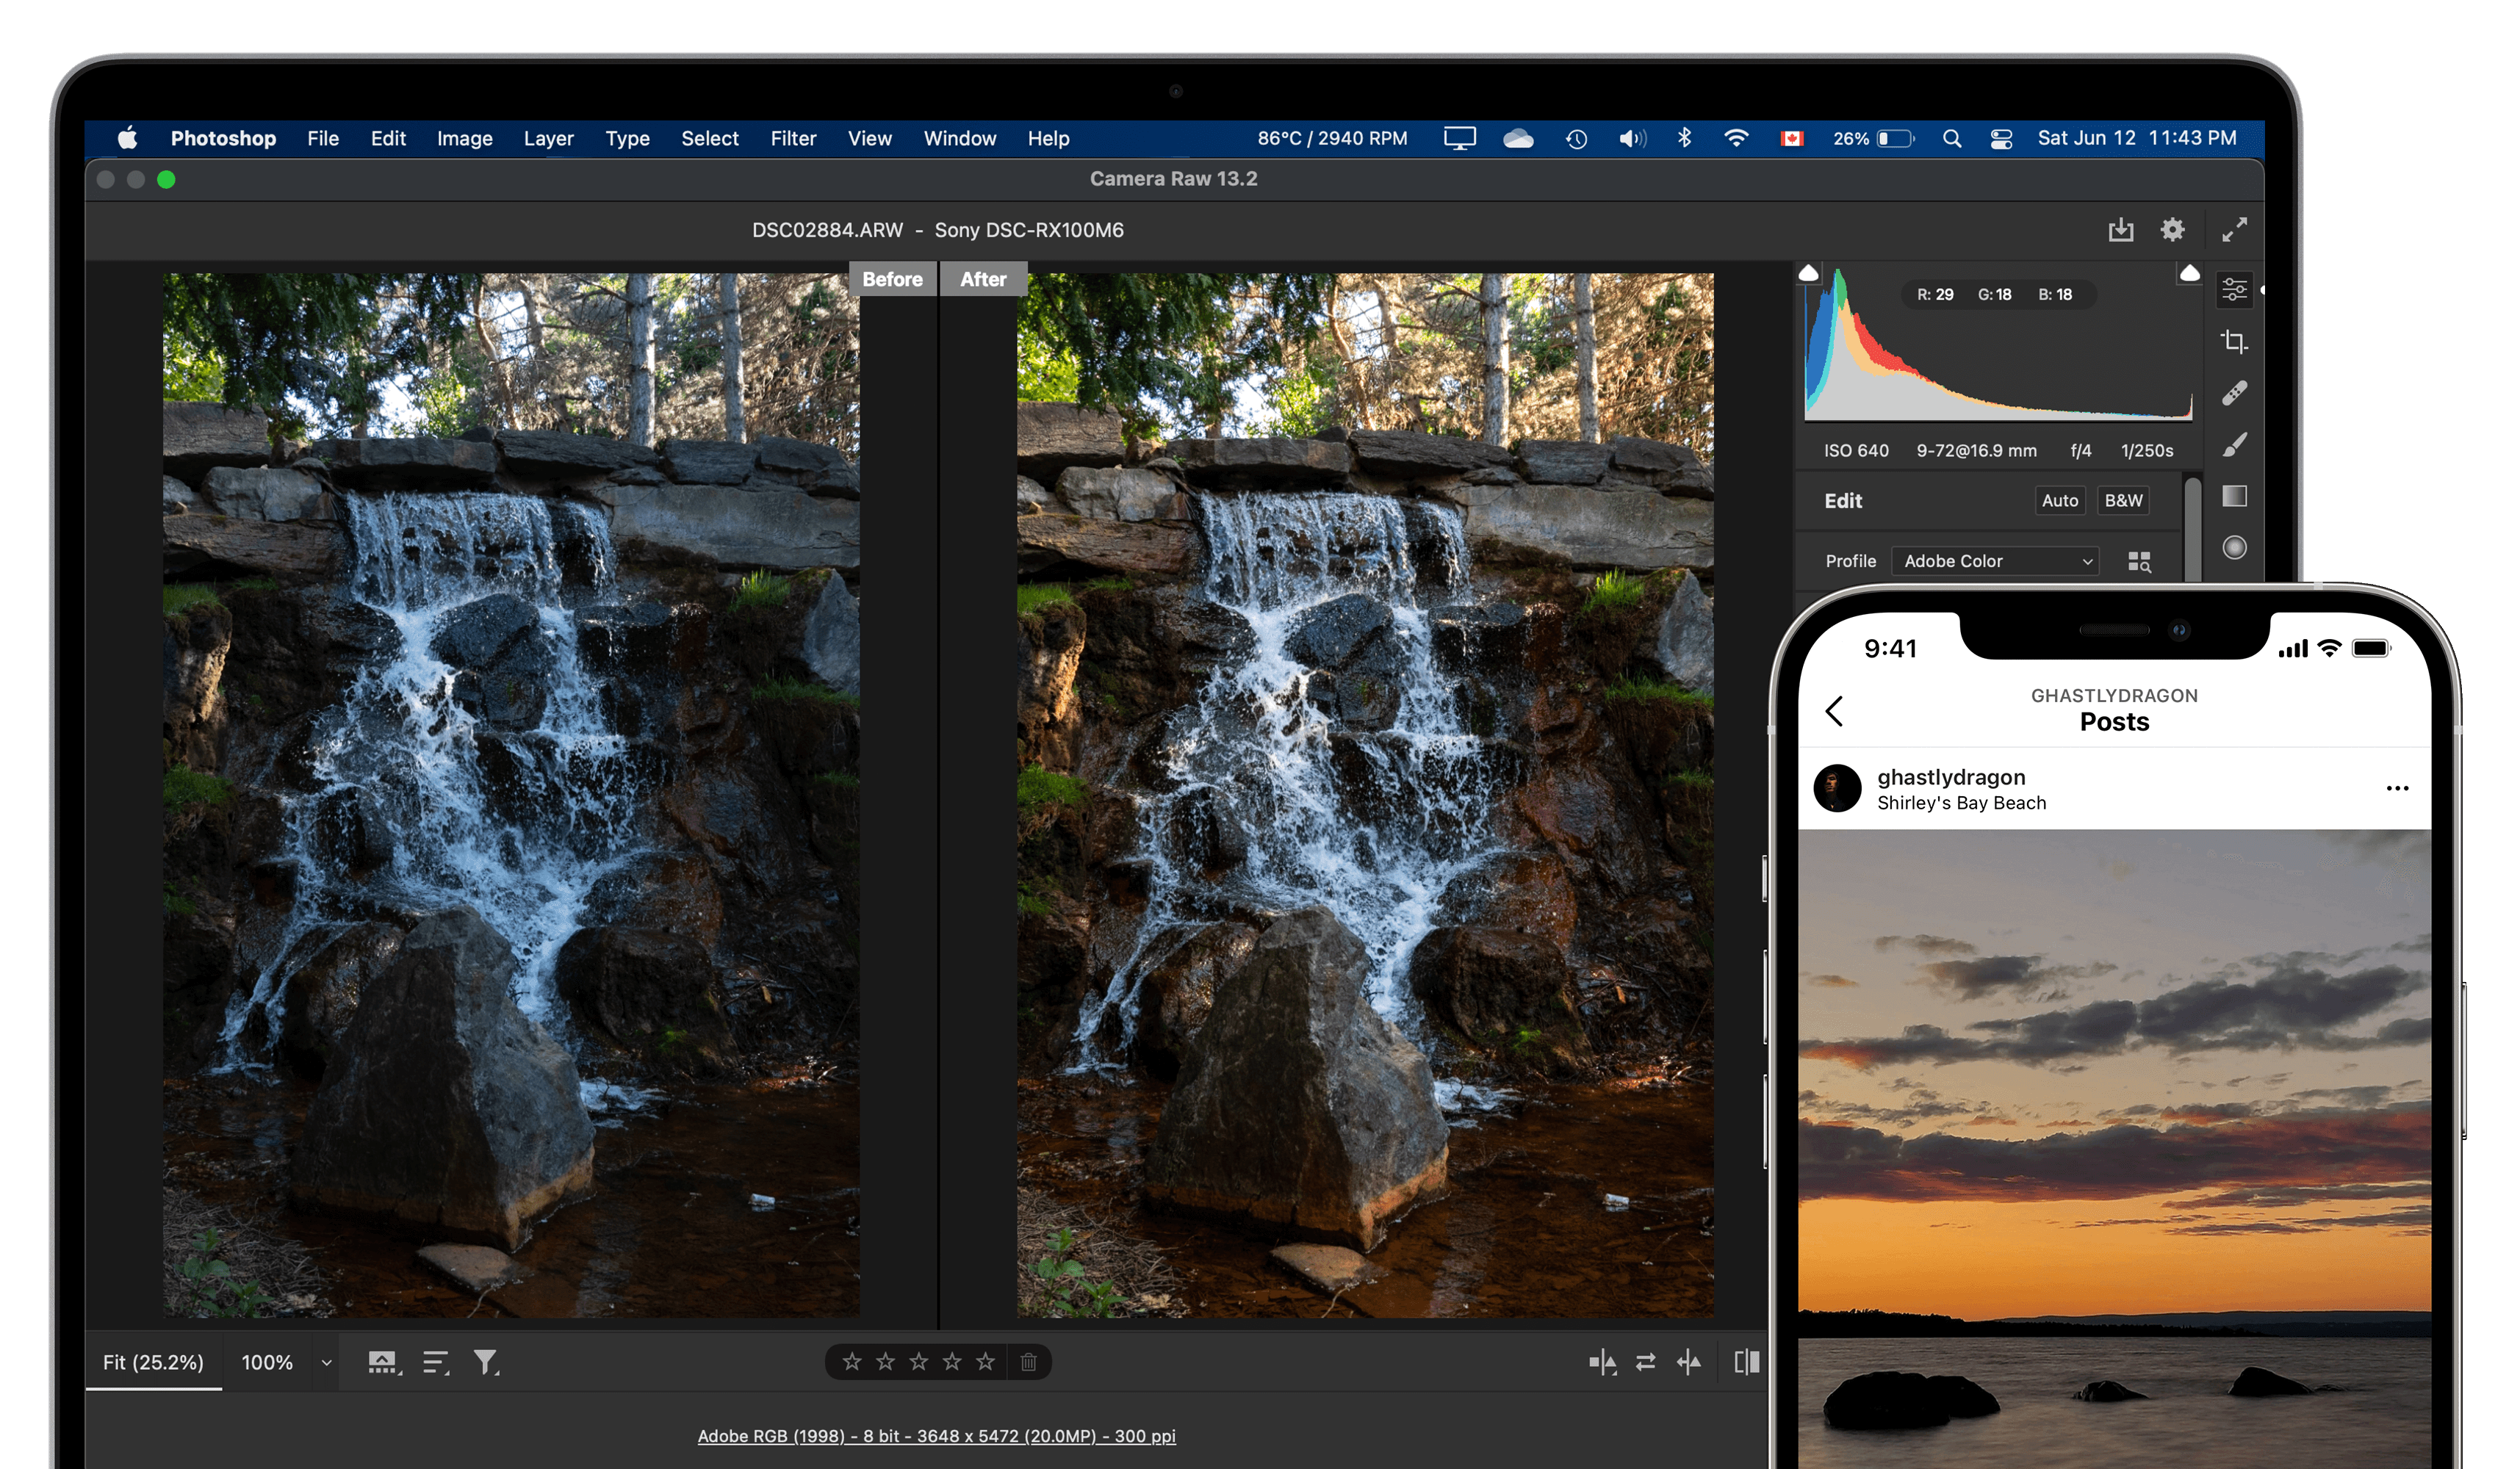 Photoshop File Edit Image Layer Type Select Filter View Window Help 86°C / 2940 RPM 26% Sat Jun 12 11:43 PM
Camera Raw 13.2
DSC02884.ARW - Sony DSC-RX100M6
Before After
R: 29 G: 18 B: 18
ISO 640 9-72@16.9 mm f/4 1/250s
Edit Auto B&W
Profile Adobe Color
9:41
GHASTLYDRAGON
Posts
ghastlydragon
Shirley's Bay Beach
Fit (25.2%) 100%
Adobe RGB (1998) - 8 bit - 3648 x 5472 (20.0MP) - 300 ppi